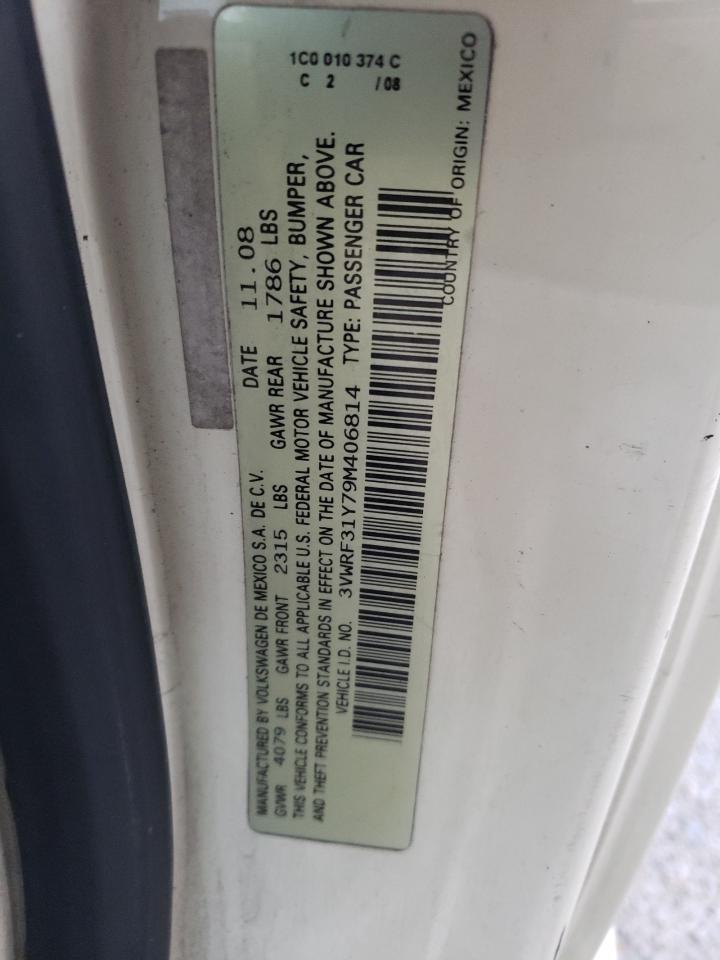 1C0 010 374 C
C 2 /08
MANUFACTURED BY VOLKSWAGEN DE MEXICO S.A. DE C.V. DATE 11.08
GVWR 4079 LBS GAWR FRONT 2315 LBS GAWR REAR 1786 LBS
THIS VEHICLE CONFORMS TO ALL APPLICABLE U.S. FEDERAL MOTOR VEHICLE SAFETY, BUMPER,
AND THEFT PREVENTION STANDARDS IN EFFECT ON THE DATE OF MANUFACTURE SHOWN ABOVE.
VEHICLE I.D. NO. 3VWRF31Y79M406814 TYPE: PASSENGER CAR
COUNTRY OF ORIGIN: MEXICO